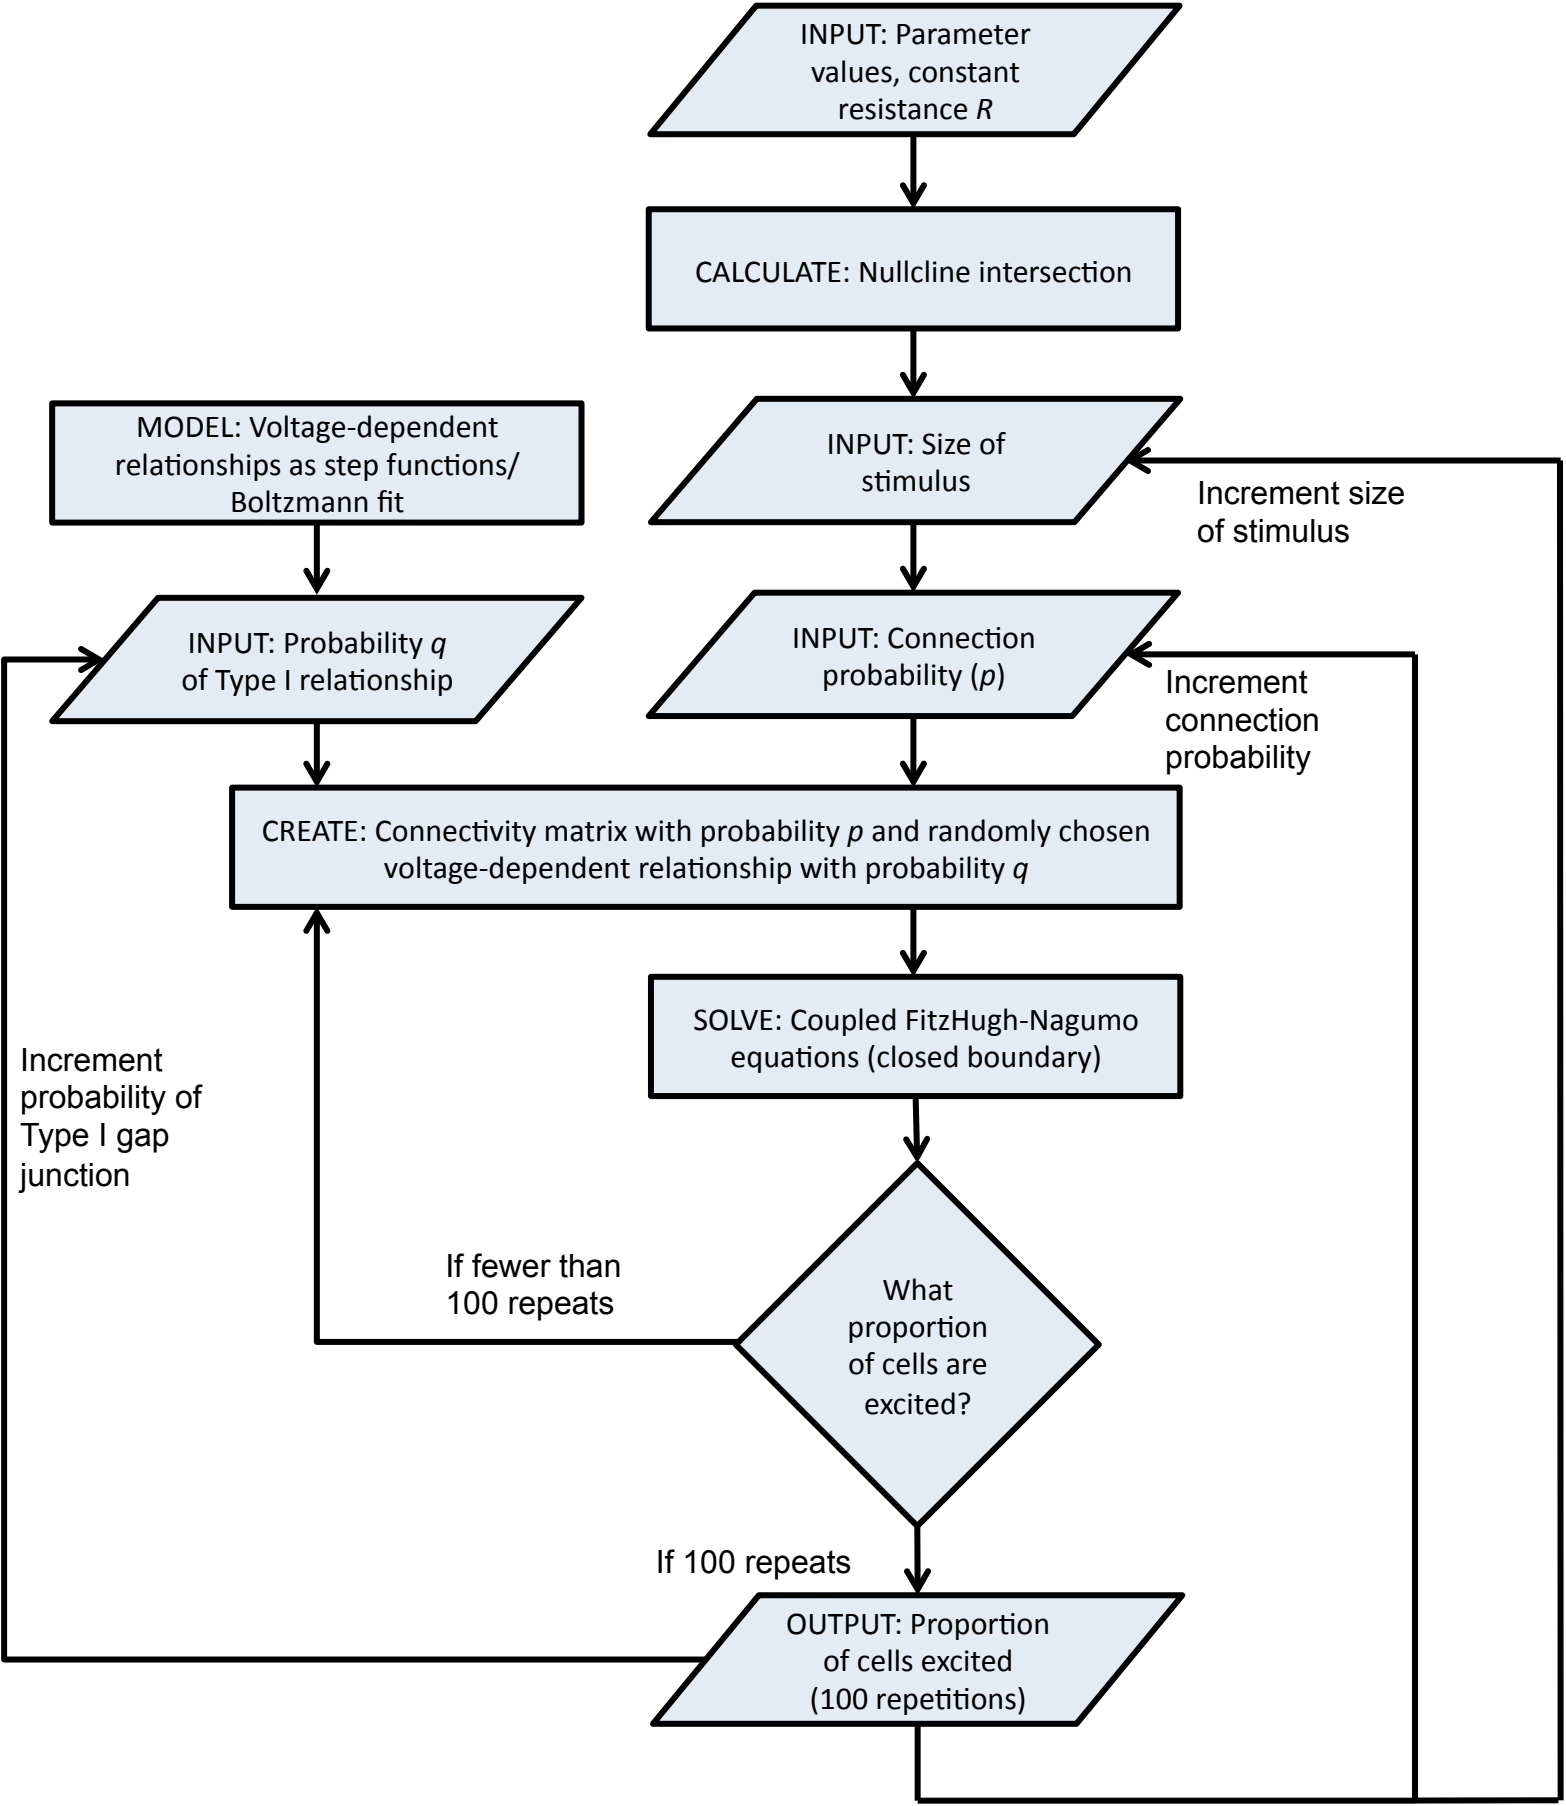 INPUT: Parameter
values, constant
resistance R
CALCULATE: Nullcline intersection
MODEL: Voltage-dependent
relationships as step functions/
Boltzmann fit
INPUT: Size of
stimulus
Increment size
of stimulus
INPUT: Probability q
of Type I relationship
INPUT: Connection
probability (p)
Increment
connection
probability
CREATE: Connectivity matrix with probability p and randomly chosen
voltage-dependent relationship with probability q
SOLVE: Coupled FitzHugh-Nagumo
equations (closed boundary)
Increment
probability of
Type I gap
junction
If fewer than
100 repeats
What
proportion
of cells are
excited?
If 100 repeats
OUTPUT: Proportion
of cells excited
(100 repetitions)